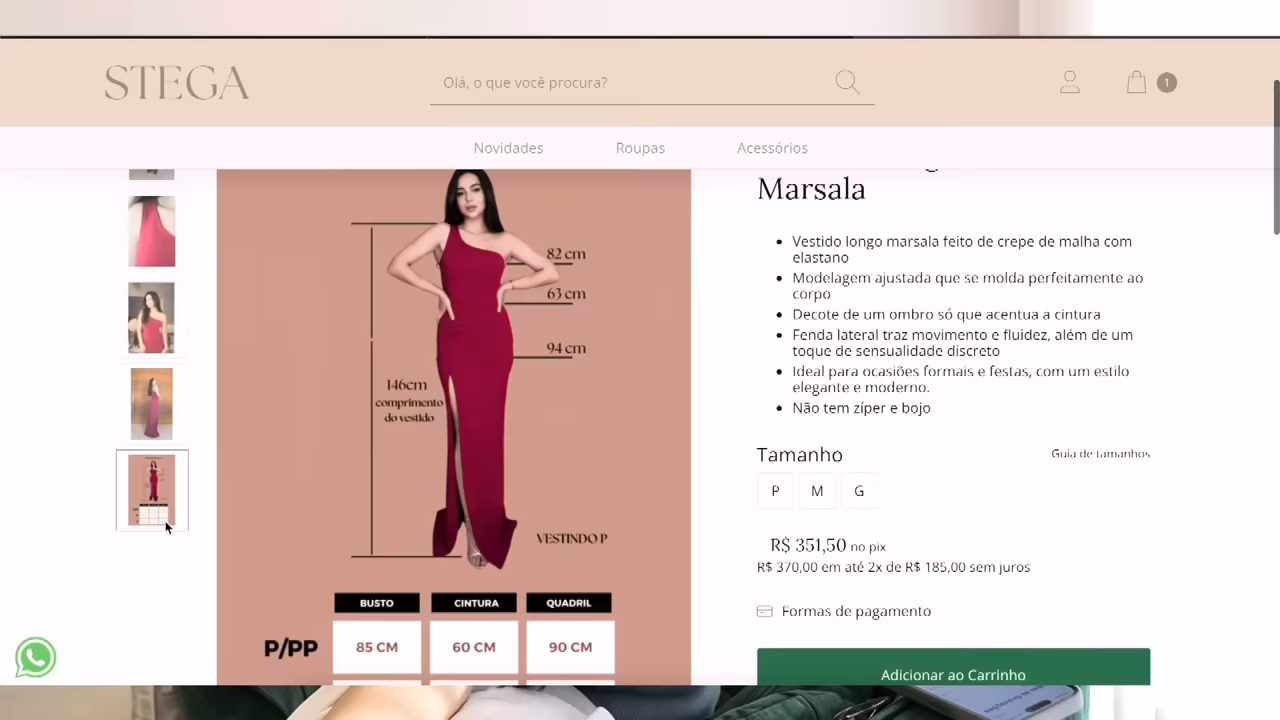 STEGA
Olá, o que você procura?
1
Novidades
Roupas
Acessórios
Marsala
Vestido longo marsala feito de crepe de malha com
elastano
Modelagem ajustada que se molda perfeitamente ao
corpo
Decote de um ombro só que acentua a cintura
Fenda lateral traz movimento e fluidez, além de um
toque de sensualidade discreto
Ideal para ocasiões formais e festas, com um estilo
elegante e moderno.
Não tem zíper e bojo
Tamanho
Guia de tamanhos
P
M
G
R$ 351,50 no pix
R$ 370,00 em até 2x de R$ 185,00 sem juros
Formas de pagamento
Adicionar ao Carrinho
82 cm
63 cm
94 cm
146cm
comprimento
do vestido
VESTINDO P
BUSTO
CINTURA
QUADRIL
P/PP
85 CM
60 CM
90 CM